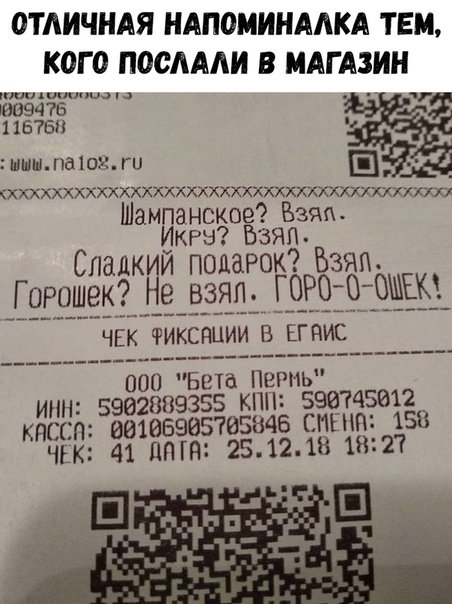 ОТЛИЧНАЯ НАПОМИНАЛКА ТЕМ,
КОГО ПОСЛАЛИ В МАГАЗИН
009476
116768
: www.nalog.ru
xxxxxxxxxxxxxxxxxxxxxxxxxxxxxxxxxxxxxxxxxx
Шампанское? Взял.
Икру? Взял.
Сладкий подарок? Взял.
Горошек? Не взял. ГОРО-О-ОШЕК!
ЧЕК ФИКСАЦИИ В ЕГАИС
ООО "Бета Пермь"
ИНН: 5902889355 КПП: 590745012
КАССА: 00106905705846 СМЕНА: 158
ЧЕК: 41 ДАТА: 25.12.18 18:27